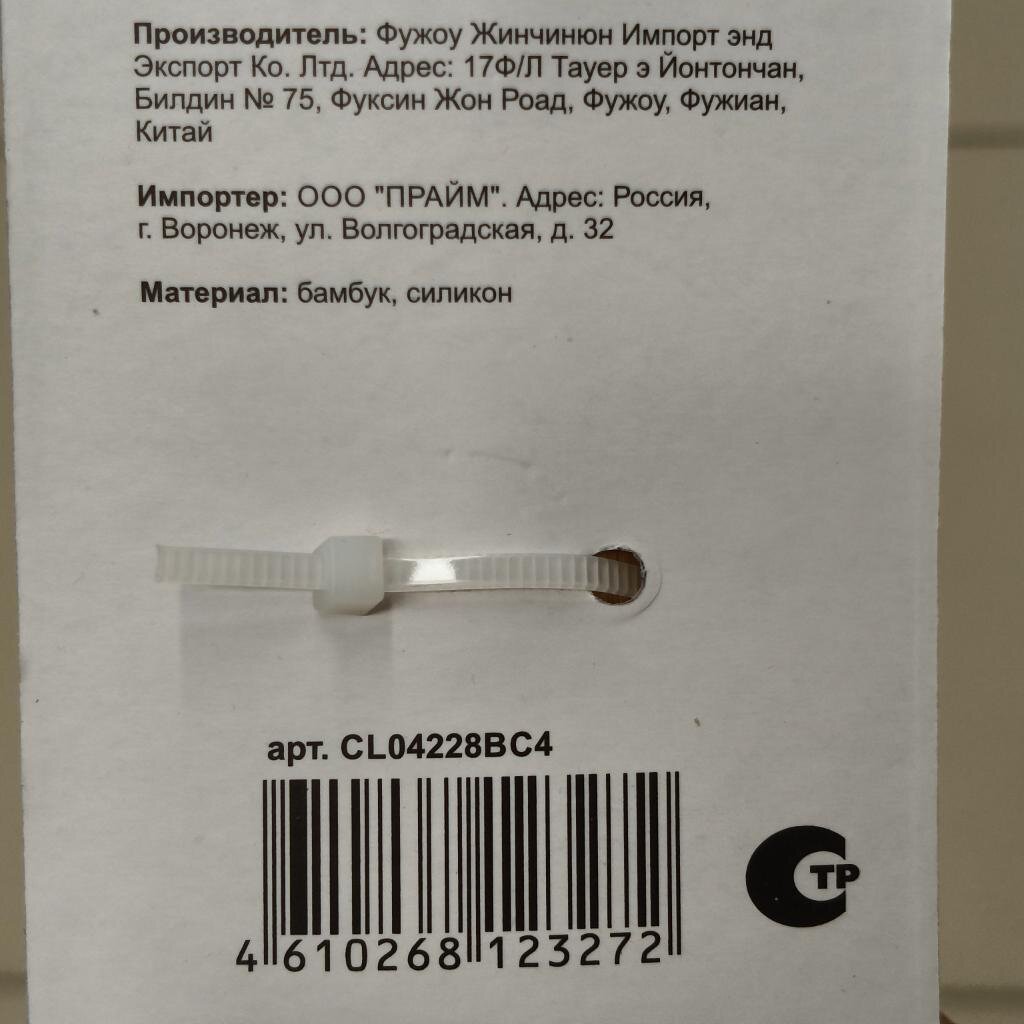 Производитель: Фужоу Жинчинюн Импорт энд
Экспорт Ко. Лтд. Адрес: 17Ф/Л Тауер э Йонтончан,
Билдин № 75, Фуксин Жон Роад, Фужоу, Фужиан,
Китай
Импортер: ООО "ПРАЙМ". Адрес: Россия,
г. Воронеж, ул. Волгоградская, д. 32
Материал: бамбук, силикон
арт. CL04228BC4
4 610268 123272
СТР